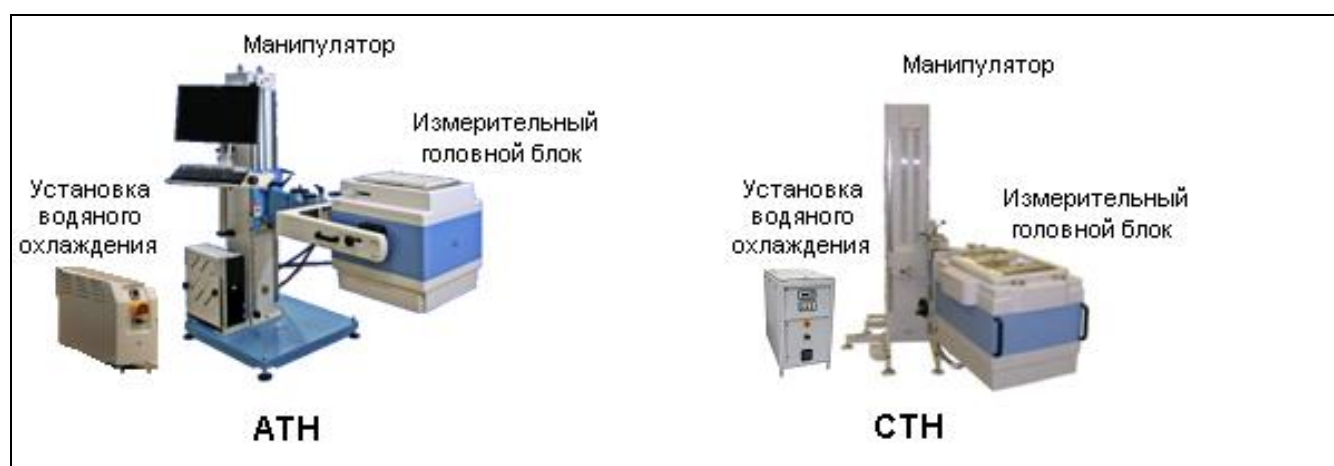 Манипулятор
Измерительный
головной блок
Установка
водяного
охлаждения
АТН
Манипулятор
Установка
водяного
охлаждения
Измерительный
головной блок
СТН